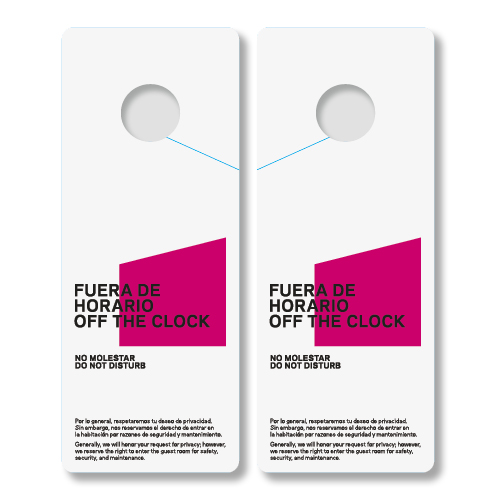 FUERA DE
HORARIO
OFF THE CLOCK
NO MOLESTAR
DO NOT DISTURB
Por lo general, respetaremos tu deseo de privacidad.
Sin embargo, nos reservamos el derecho de entrar en
la habitación por razones de seguridad y mantenimiento.
Generally, we will honor your request for privacy; however,
we reserve the right to enter the guest room for safety,
security, and maintenance.
FUERA DE
HORARIO
OFF THE CLOCK
NO MOLESTAR
DO NOT DISTURB
Por lo general, respetaremos tu deseo de privacidad.
Sin embargo, nos reservamos el derecho de entrar en
la habitación por razones de seguridad y mantenimiento.
Generally, we will honor your request for privacy; however,
we reserve the right to enter the guest room for safety,
security, and maintenance.